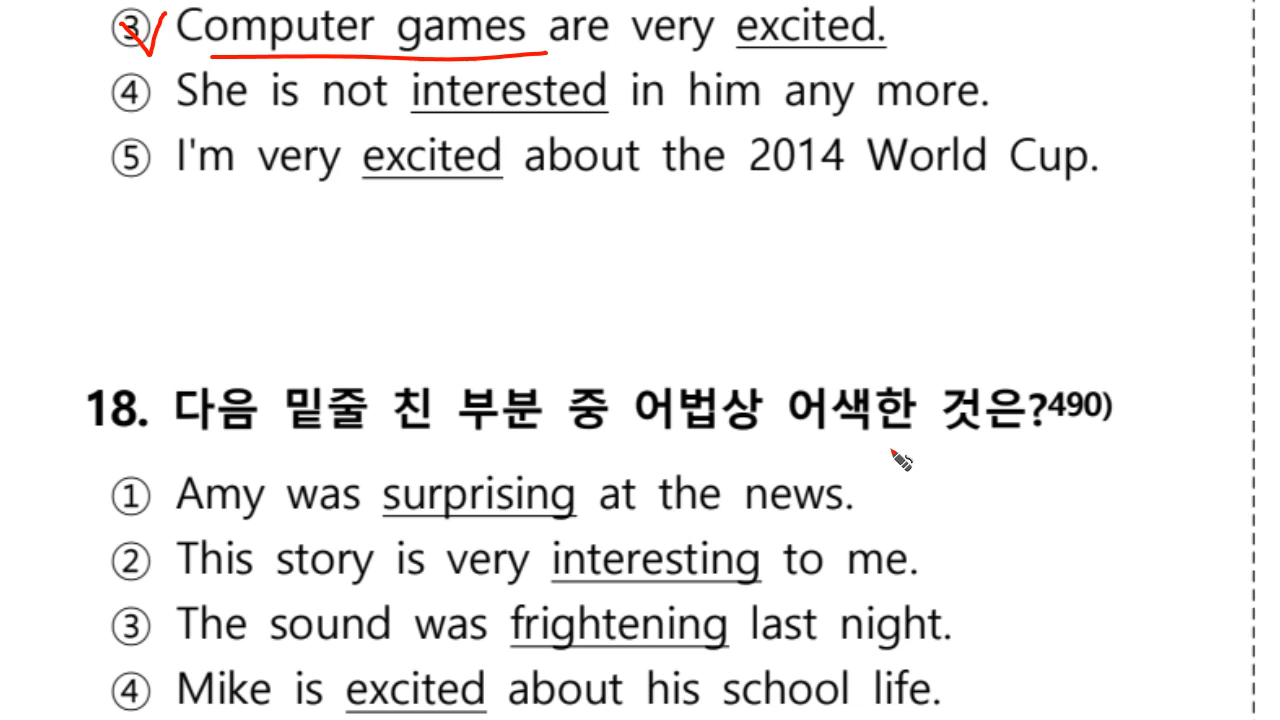 ③ Computer games are very excited.
④ She is not interested in him any more.
⑤ I'm very excited about the 2014 World Cup.
18. 다음 밑줄 친 부분 중 어법상 어색한 것은?490)
① Amy was surprising at the news.
② This story is very interesting to me.
③ The sound was frightening last night.
④ Mike is excited about his school life.